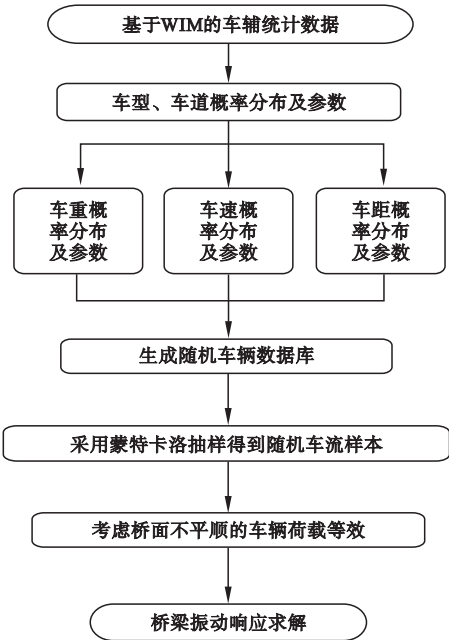 基于WIM的车辅统计数据
车型、车道概率分布及参数
车重概
率分布
及参数
车速概
率分布
及参数
车距概
率分布
及参数
生成随机车辆数据库
采用蒙特卡洛抽样得到随机车流样本
考虑桥面不平顺的车辆荷载等效
桥梁振动响应求解